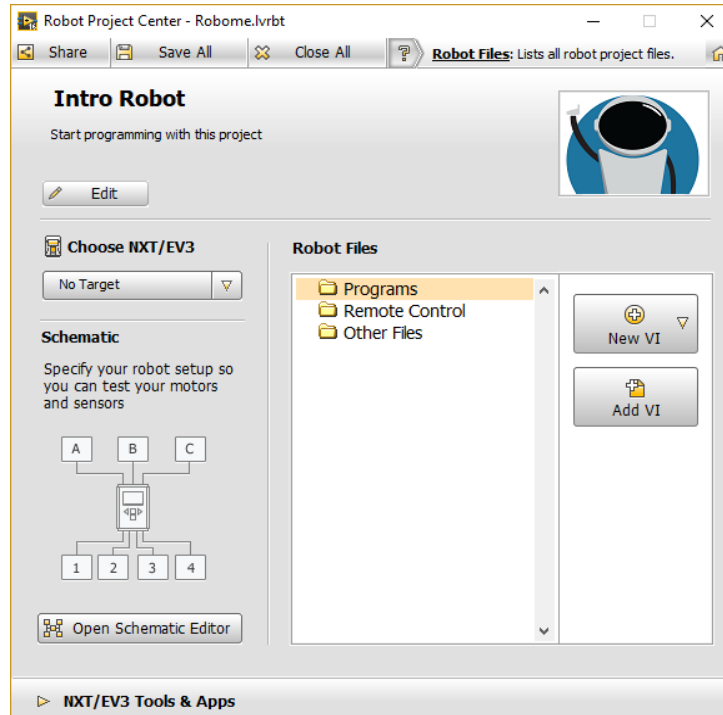 Robot Project Center - Robome.lvrbt
Share Save All Close All ? Robot Files: Lists all robot project files.
Intro Robot
Start programming with this project
Edit
Choose NXT/EV3
No Target
Schematic
Specify your robot setup so
you can test your motors
and sensors
A B C
1 2 3 4
Open Schematic Editor
Robot Files
Programs
Remote Control
Other Files
New VI
Add VI
NXT/EV3 Tools & Apps